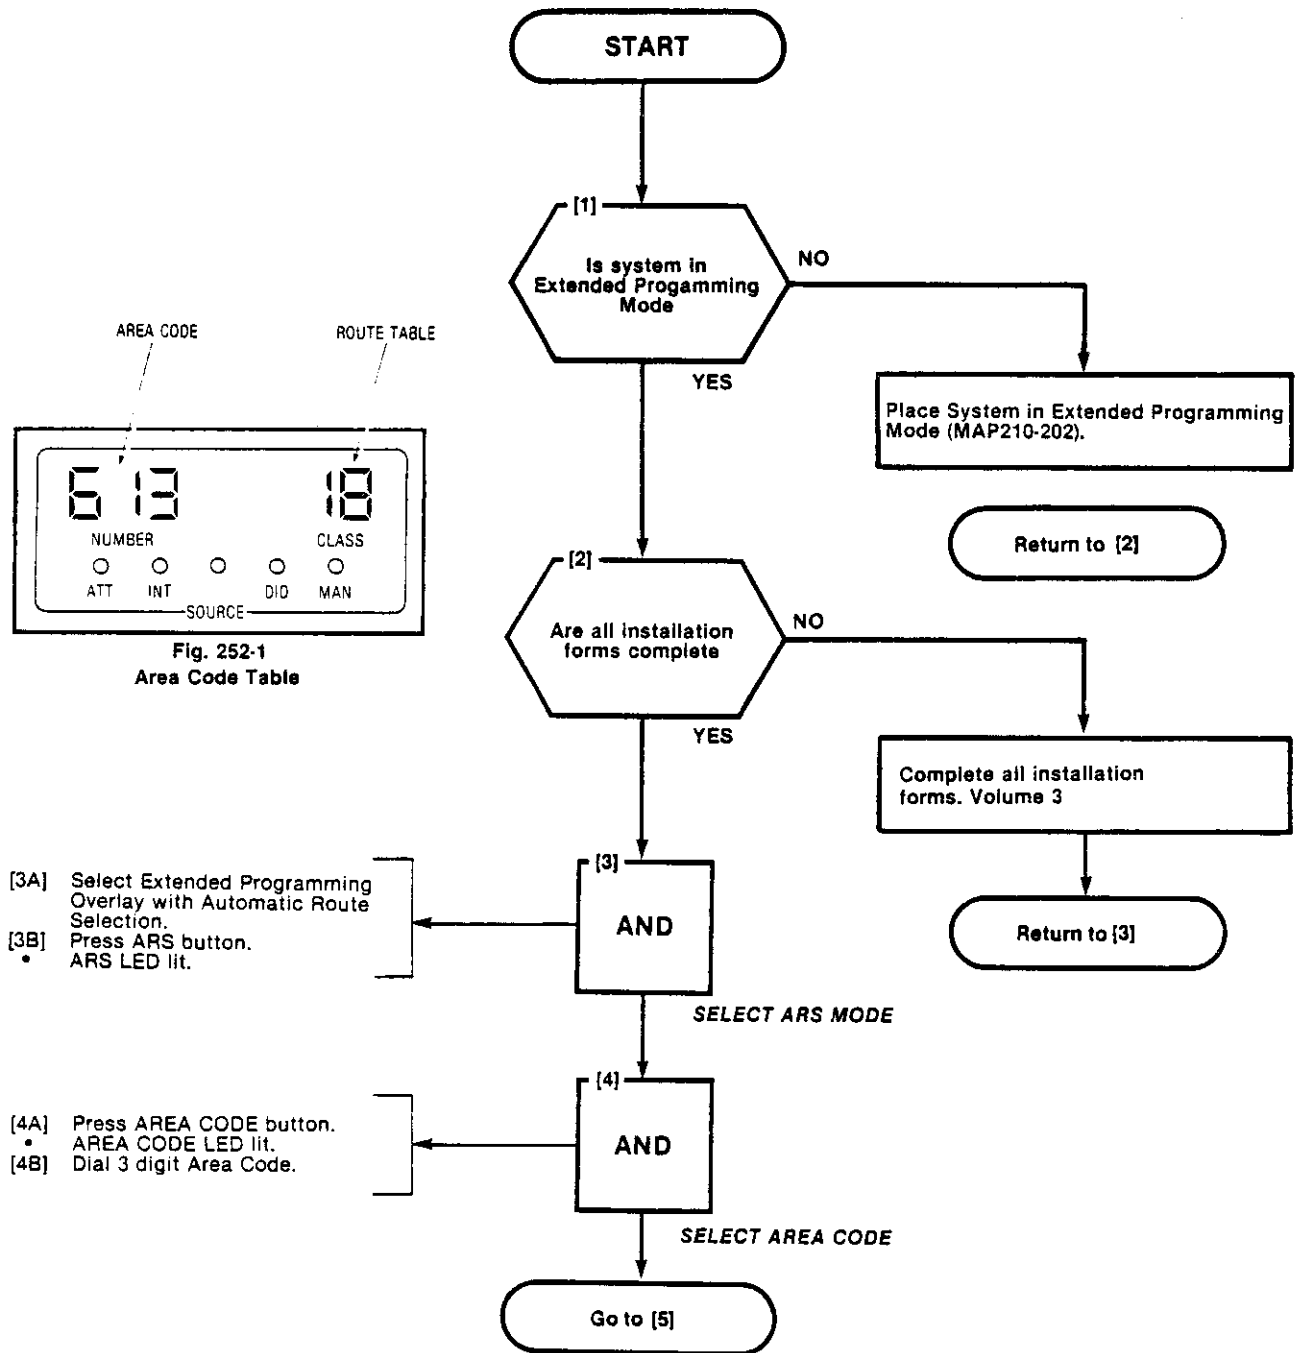 START
[1]
Is system in
Extended Progamming
Mode
NO
YES
Place System in Extended Programming
Mode (MAP210-202).
Return to [2]
AREA CODE
ROUTE TABLE
613 18
NUMBER CLASS
ATT INT DID MAN
SOURCE
Fig. 252-1
Area Code Table
[2]
Are all installation
forms complete
NO
YES
Complete all installation
forms. Volume 3
Return to [3]
[3]
AND
[3A] Select Extended Programming
Overlay with Automatic Route
Selection.
[3B] Press ARS button.
• ARS LED lit.
SELECT ARS MODE
[4]
AND
[4A] Press AREA CODE button.
• AREA CODE LED lit.
[4B] Dial 3 digit Area Code.
SELECT AREA CODE
Go to [5]